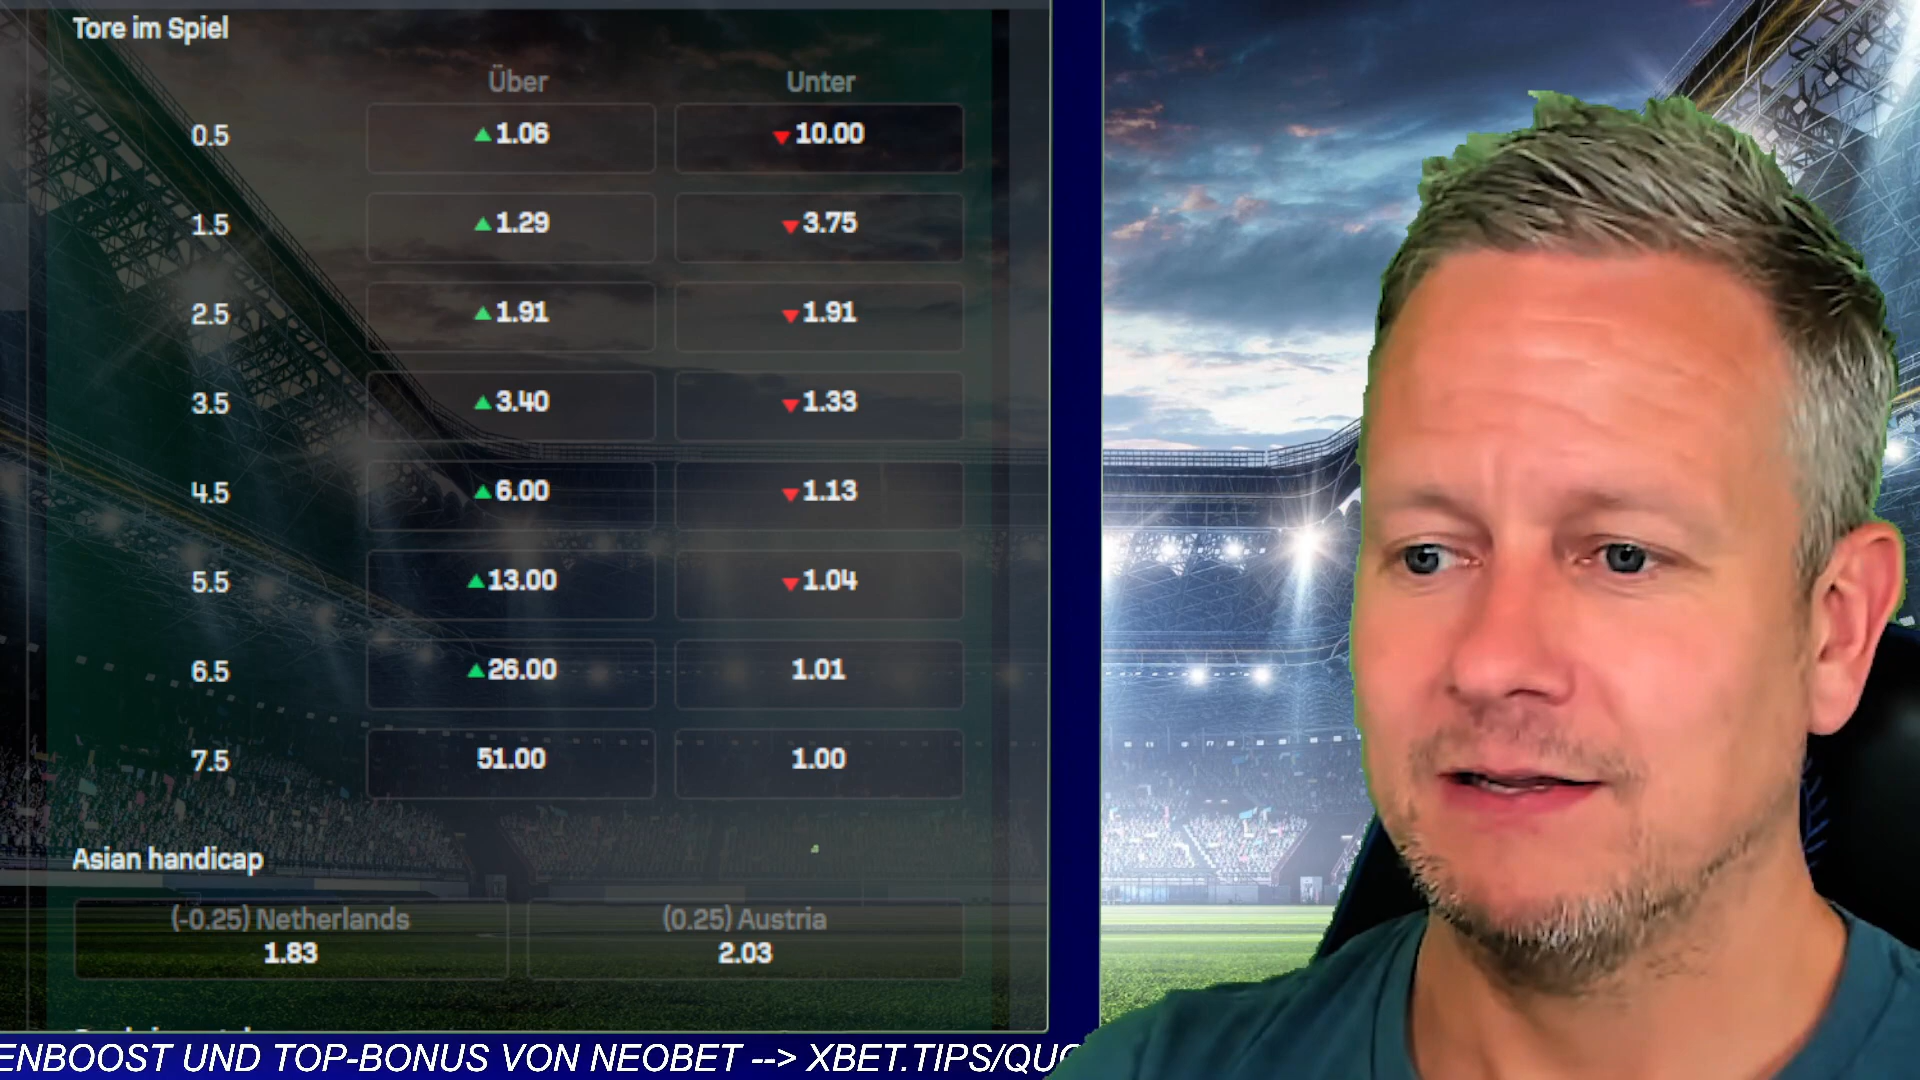 Tore im Spiel
Über Unter
0.5 1.06 10.00
1.5 1.29 3.75
2.5 1.91 1.91
3.5 3.40 1.33
4.5 6.00 1.13
5.5 13.00 1.04
6.5 26.00 1.01
7.5 51.00 1.00
Asian handicap
(-0.25) Netherlands (0.25) Austria
1.83 2.03
ENBOOST UND TOP-BONUS VON NEOBET --> XBET.TIPS/QUO